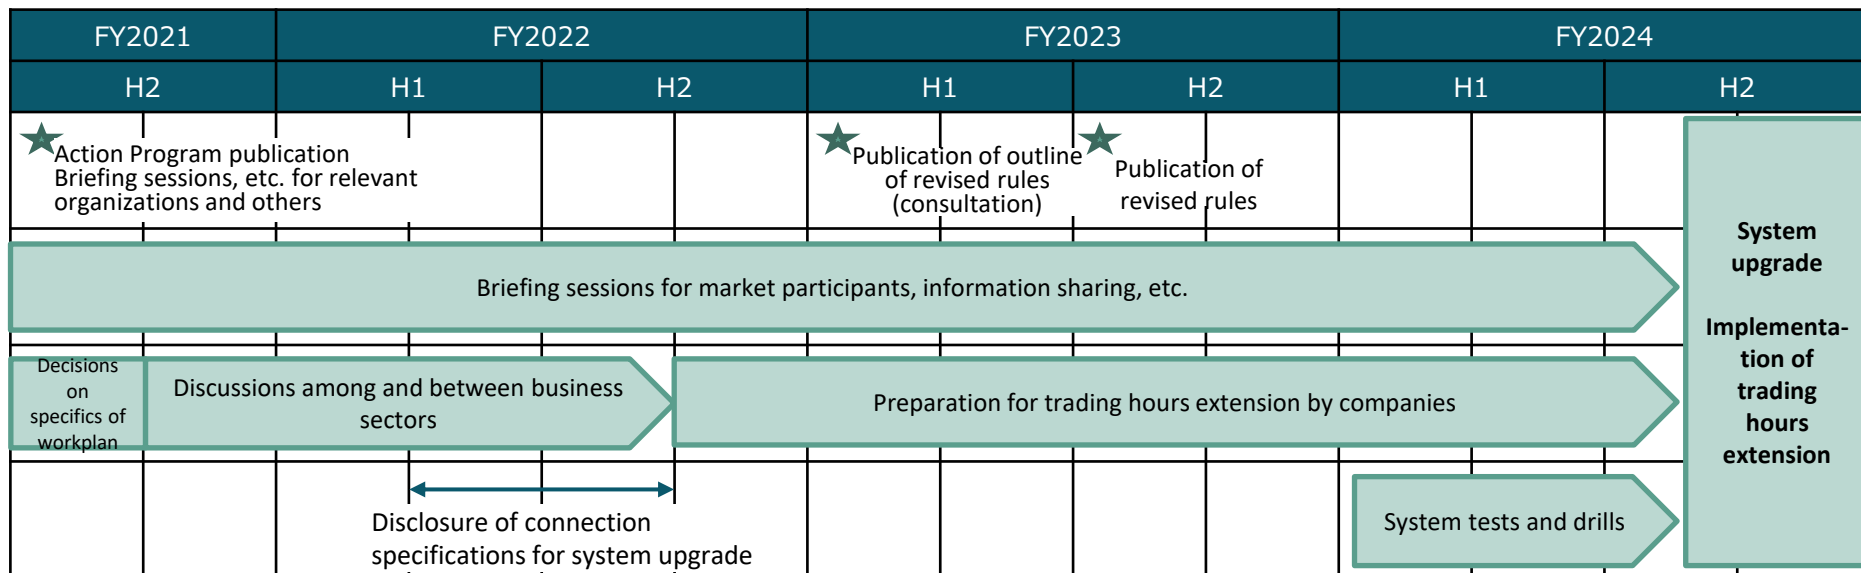 FY2021
FY2022
FY2023
FY2024
H2
H1
H2
H1
H2
H1
H2
Action Program publication
Briefing sessions, etc. for relevant
organizations and others
Publication of outline
of revised rules
(consultation)
Publication of
revised rules
Briefing sessions for market participants, information sharing, etc.
Decisions
on
specifics of
workplan
Discussions among and between business
sectors
Preparation for trading hours extension by companies
Disclosure of connection
specifications for system upgrade
System tests and drills
System
upgrade
Implementa-
tion of
trading
hours
extension